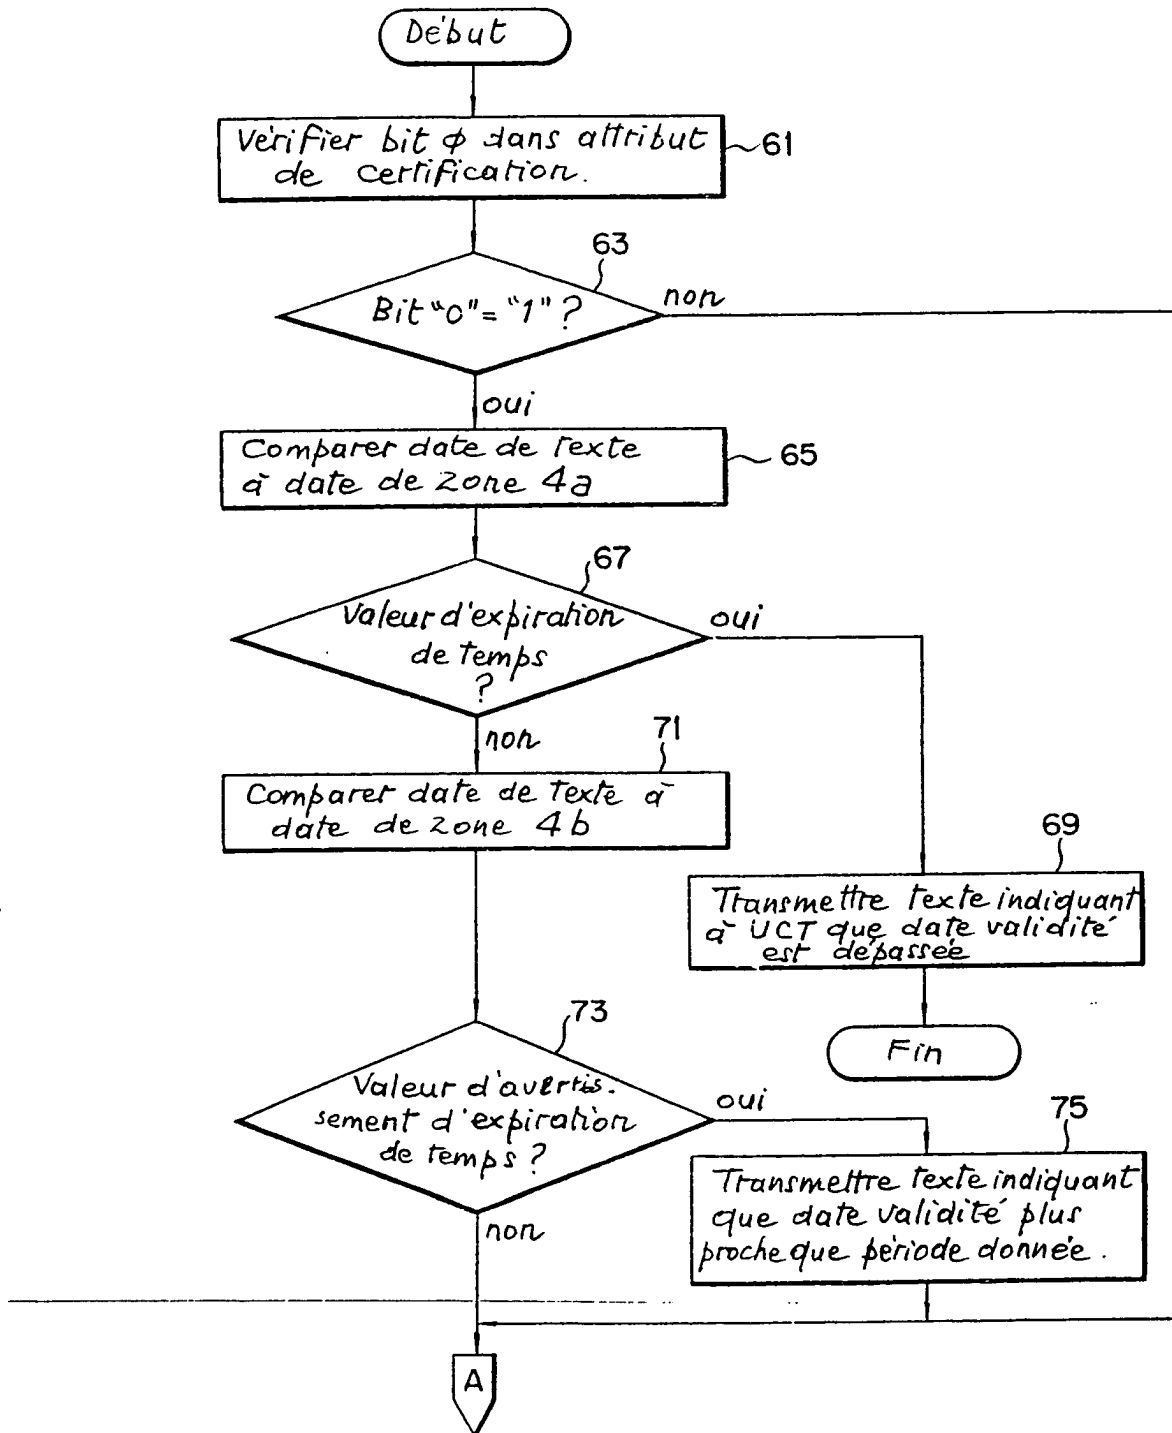 Début
Vérifier bit φ dans attribut
de certification.
61
63
Bit "0" = "1" ?
non
oui
Comparer date de texte
à date de zone 4a
65
67
Valeur d'expiration
de temps
?
oui
non
71
Comparer date de texte à
date de zone 4b
69
Transmettre texte indiquant
à UCT que date validité
est dépassée
Fin
73
Valeur d'avertis.
sement d'expiration
de temps ?
oui
non
75
Transmettre texte indiquant
que date validité plus
proche que période donnée.
A